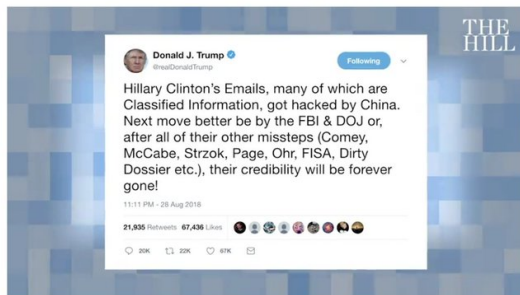 THE
HILL
Donald J. Trump
@realDonaldTrump
Following
Hillary Clinton's Emails, many of which are
Classified Information, got hacked by China.
Next move better be by the FBI & DOJ or,
after all of their other missteps (Comey,
McCabe, Strzok, Page, Ohr, FISA, Dirty
Dossier etc.), their credibility will be forever
gone!
11:11 PM - 28 Aug 2018
21,935 Retweets 67,436 Likes
20K 22K 67K